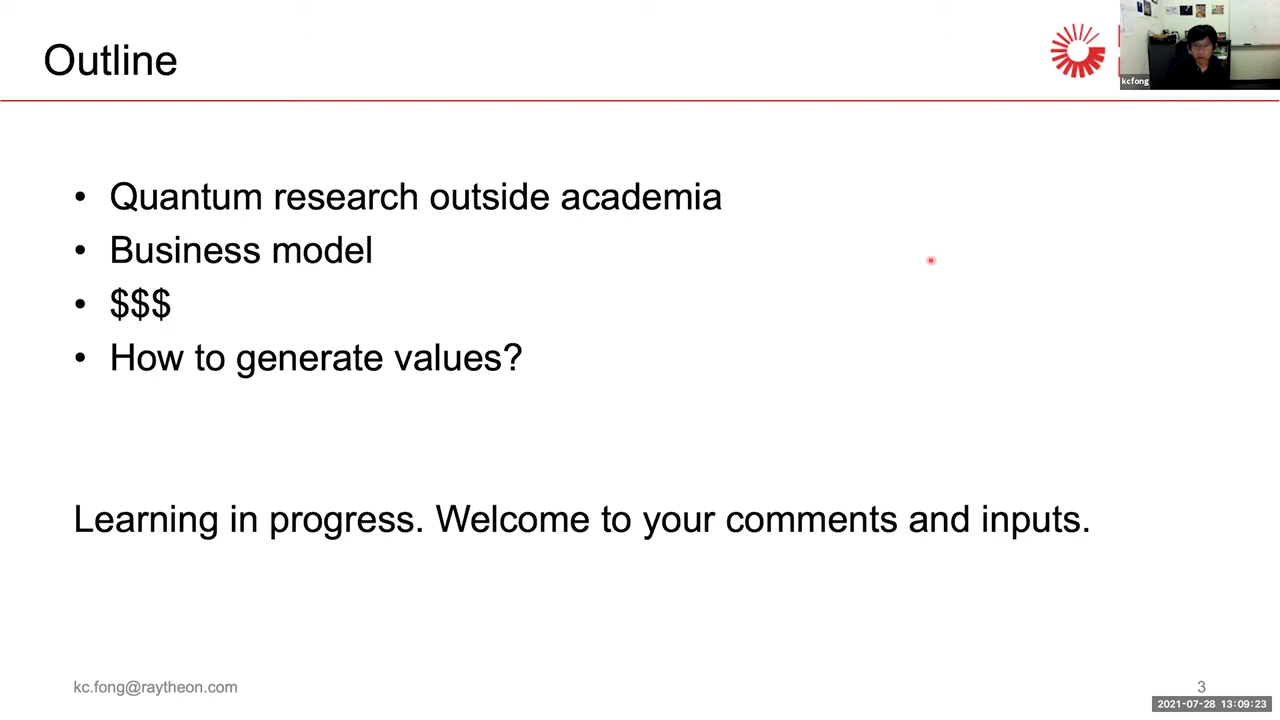 Outline
kcfong
• Quantum research outside academia
• Business model
• $$$
• How to generate values?
Learning in progress. Welcome to your comments and inputs.
kc.fong@raytheon.com
3
2021-07-28 13:09:23